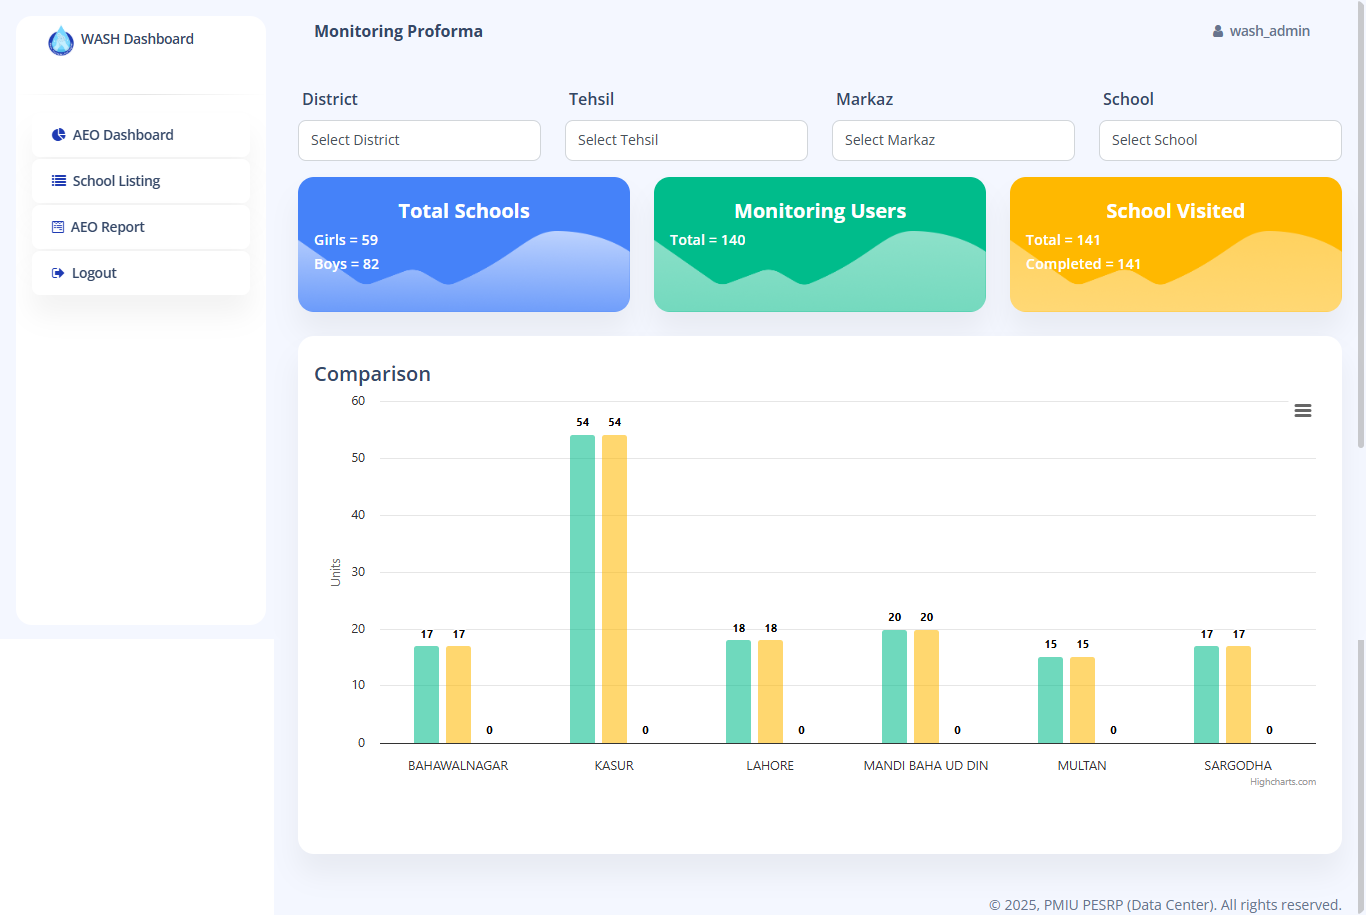 WASH Dashboard
AEO Dashboard
School Listing
AEO Report
Logout
Monitoring Proforma
wash_admin
District Tehsil Markaz School
Select District Select Tehsil Select Markaz Select School
Total Schools
Girls = 59
Boys = 82
Monitoring Users
Total = 140
School Visited
Total = 141
Completed = 141
Comparison
60
50
40
30
20
10
0
Units
17 17 0
54 54 0
18 18 0
20 20 0
15 15 0
17 17 0
BAHAWALNAGAR KASUR LAHORE MANDI BAHA UD DIN MULTAN SARGODHA
Highcharts.com
© 2025, PMIU PESRP (Data Center). All rights reserved.